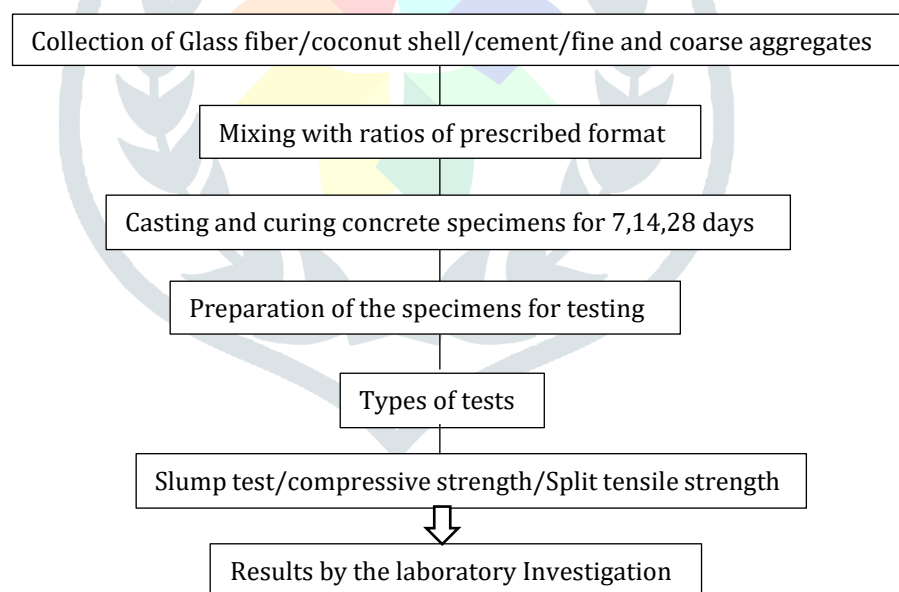 Collection of Glass fiber/coconut shell/cement/fine and coarse aggregates
Mixing with ratios of prescribed format
Casting and curing concrete specimens for 7,14,28 days
Preparation of the specimens for testing
Types of tests
Slump test/compressive strength/Split tensile strength
Results by the laboratory Investigation